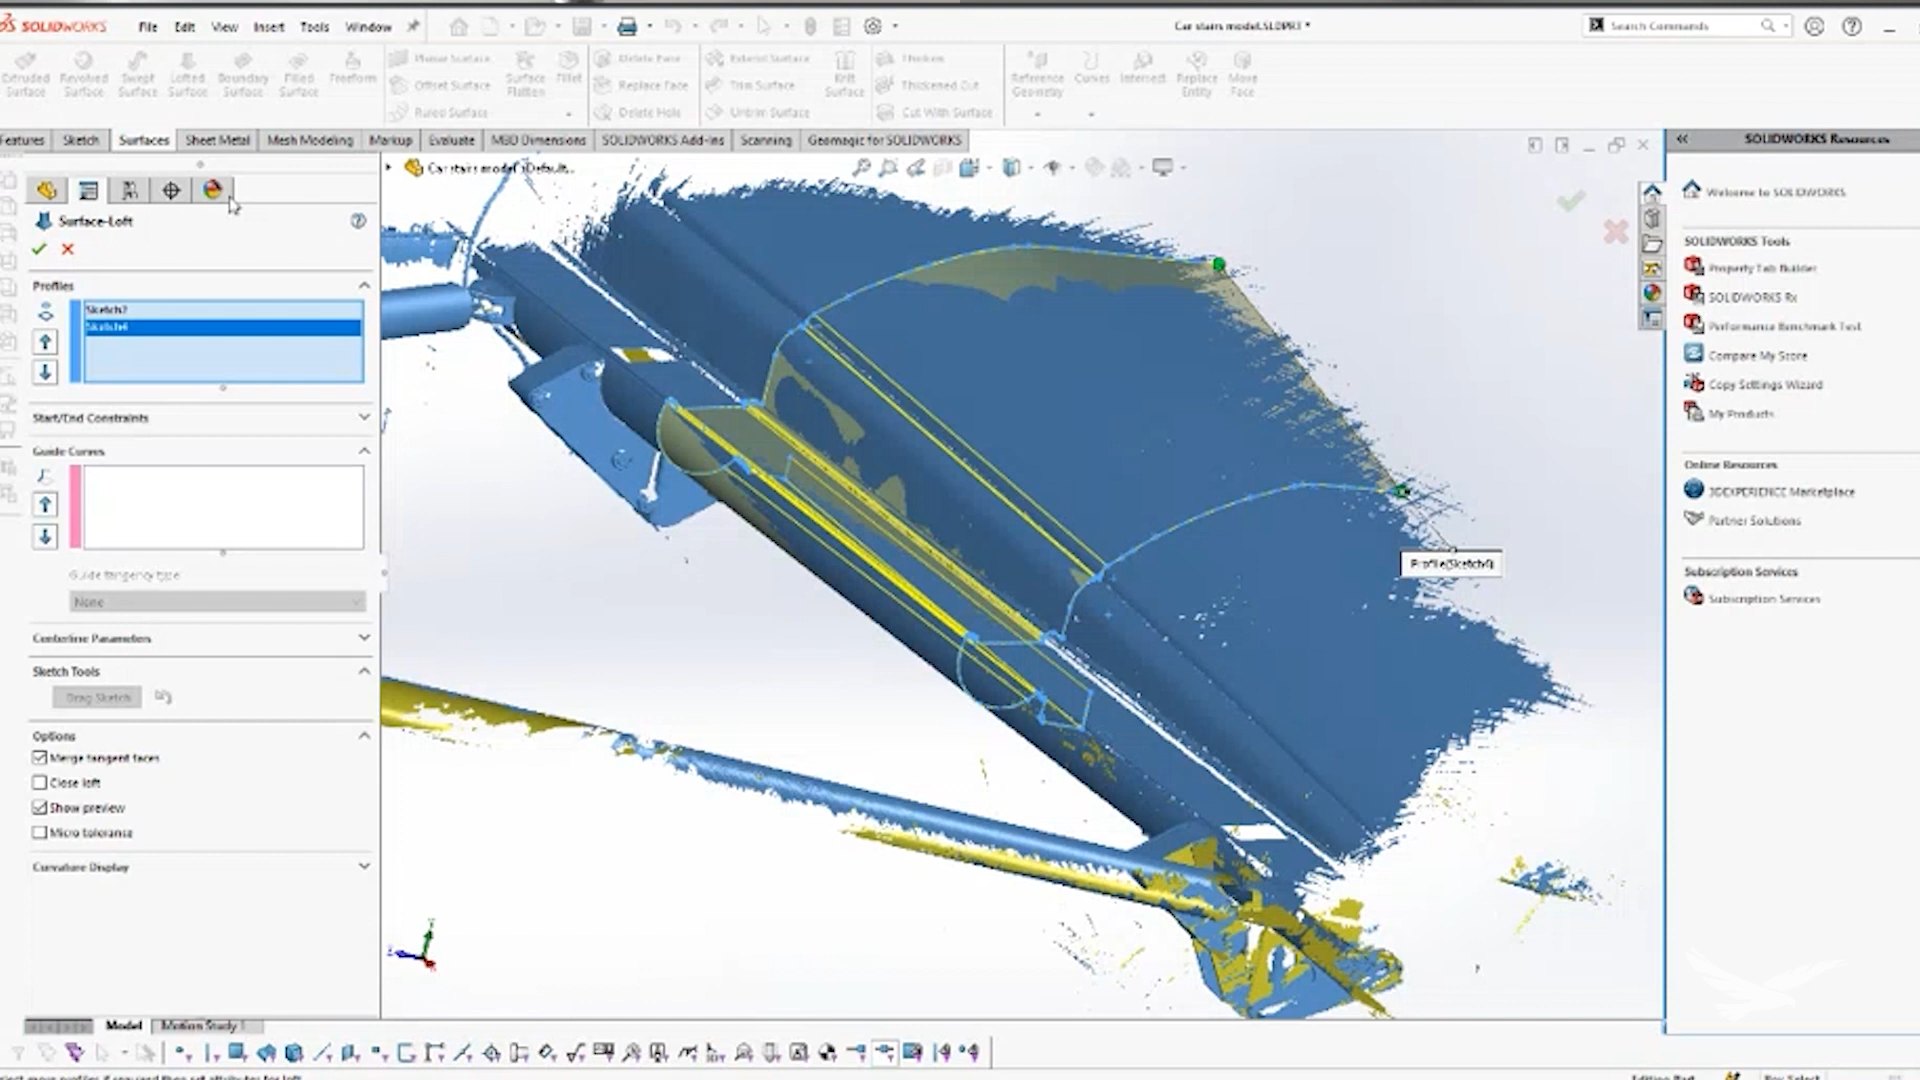 SOLIDWORKS File Edit View Insert Tools Window Car stairs model.SLDPRT * Search Commands
Extruded Surface
Revolved Surface
Swept Surface
Lofted Surface
Boundary Surface
Filled Surface
Freeform
Planar Surface
Offset Surface
Ruled Surface
Surface Flatten
Fillet
Delete Face
Replace Face
Delete Hole
Extend Surface
Trim Surface
Untrim Surface
Knit Surface
Thicken
Thickened Cut
Cut With Surface
Reference Geometry
Curves
Intersect
Replace Entity
Move Face
Features Sketch Surfaces Sheet Metal Mesh Modeling Markup Evaluate MBD Dimensions SOLIDWORKS Add-Ins Scanning Geomagic for SOLIDWORKS
Car stairs model (Default...
Surface-Loft
Profiles
Sketch4
Start/End Constraints
Guide Curves
Guide tangency type
None
Centerline Parameters
Sketch Tools
Drag Sketch
Options
Merge tangent faces
Close loft
Show preview
Micro tolerance
Curvature Display
Profile(Sketch4)
SOLIDWORKS Resources
Welcome to SOLIDWORKS
SOLIDWORKS Tools
Property Tab Builder
SOLIDWORKS Rx
Performance Benchmark Test
Compare My Score
Copy Settings Wizard
My Products
Online Resources
3DEXPERIENCE Marketplace
Partner Solutions
Subscription Services
Subscription Services
Model Motion Study 1